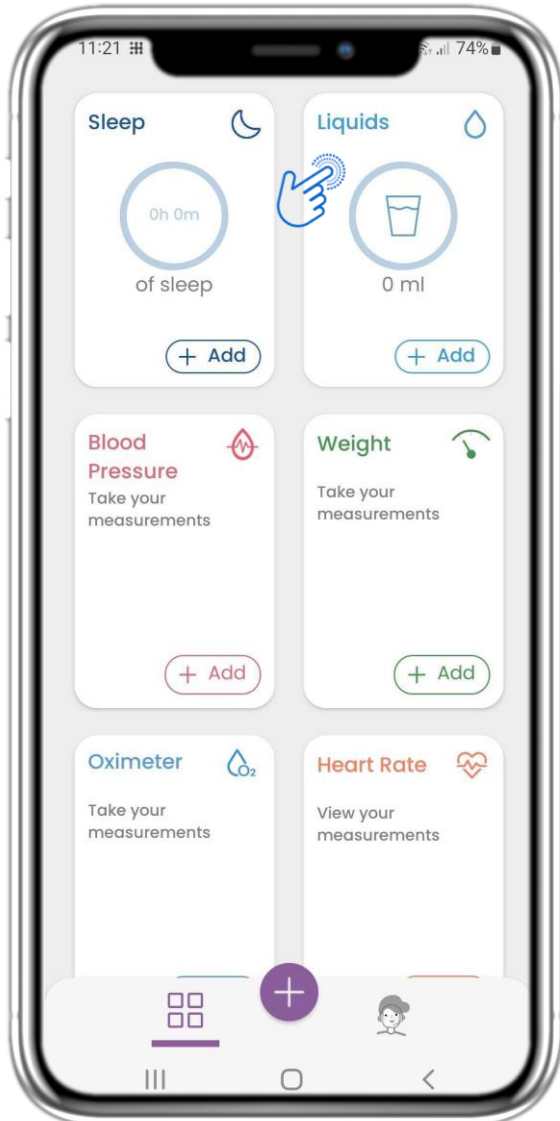 11:21
74%
Sleep
Liquids
0h 0m
of sleep
0 ml
+ Add
+ Add
Blood
Pressure
Take your
measurements
Weight
Take your
measurements
+ Add
+ Add
Oximeter
O2
Take your
measurements
Heart Rate
View your
measurements